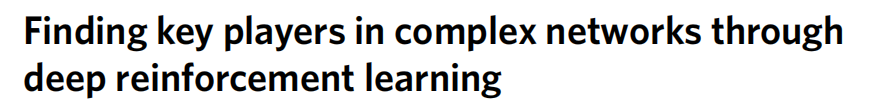 Finding key players in complex networks through
deep reinforcement learning